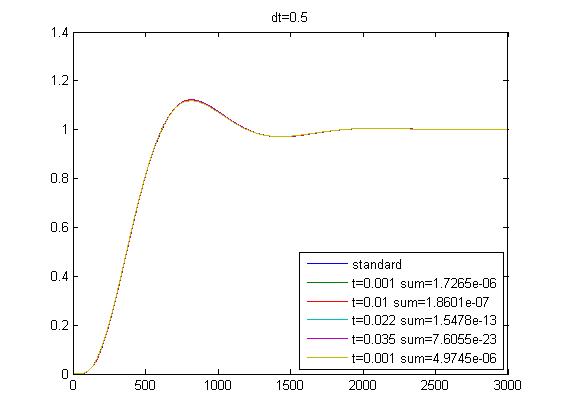 dt=0.5
1.4
1.2
1
0.8
0.6
0.4
0.2
0
0 500 1000 1500 2000 2500 3000
standard
t=0.001 sum=1.7265e-06
t=0.01 sum=1.8601e-07
t=0.022 sum=1.5478e-13
t=0.035 sum=7.6055e-23
t=0.001 sum=4.9745e-06